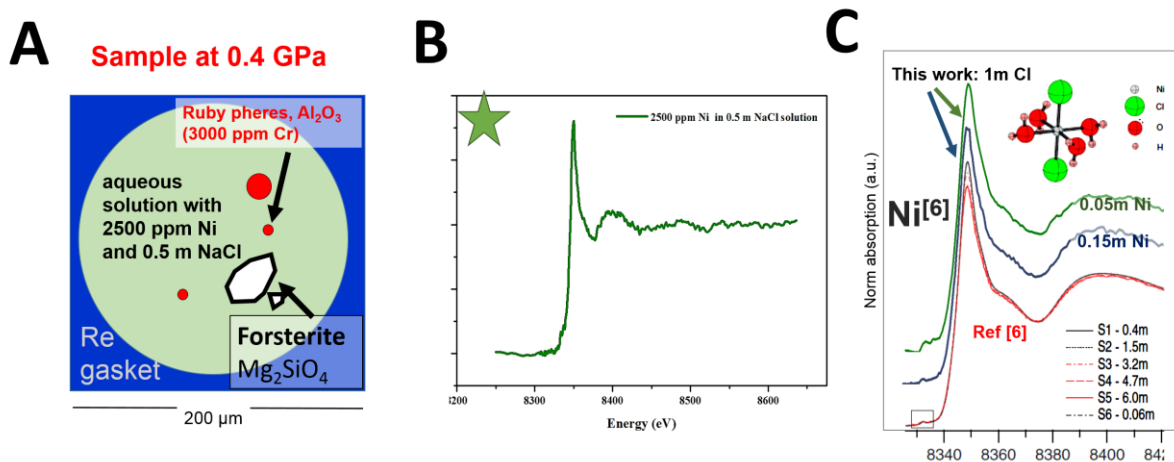 A
Sample at 0.4 GPa
Ruby pheres, Al₂O₃
(3000 ppm Cr)
aqueous
solution with
2500 ppm Ni
and 0.5 m NaCl
Forsterite
Mg₂SiO₄
Re
gasket
200 µm
B
2500 ppm Ni in 0.5 m NaCl solution
8200 8300 8400 8500 8600
Energy (eV)
C
This work: 1m Cl
Ni
Cl
O
H
Norm absorption (a.u.)
Ni[6]
0.05m Ni
0.15m Ni
Ref [6]
S1 - 0.4m
S2 - 1.5m
S3 - 3.2m
S4 - 4.7m
S5 - 6.0m
S6 - 0.06m
8340 8360 8380 8400 842